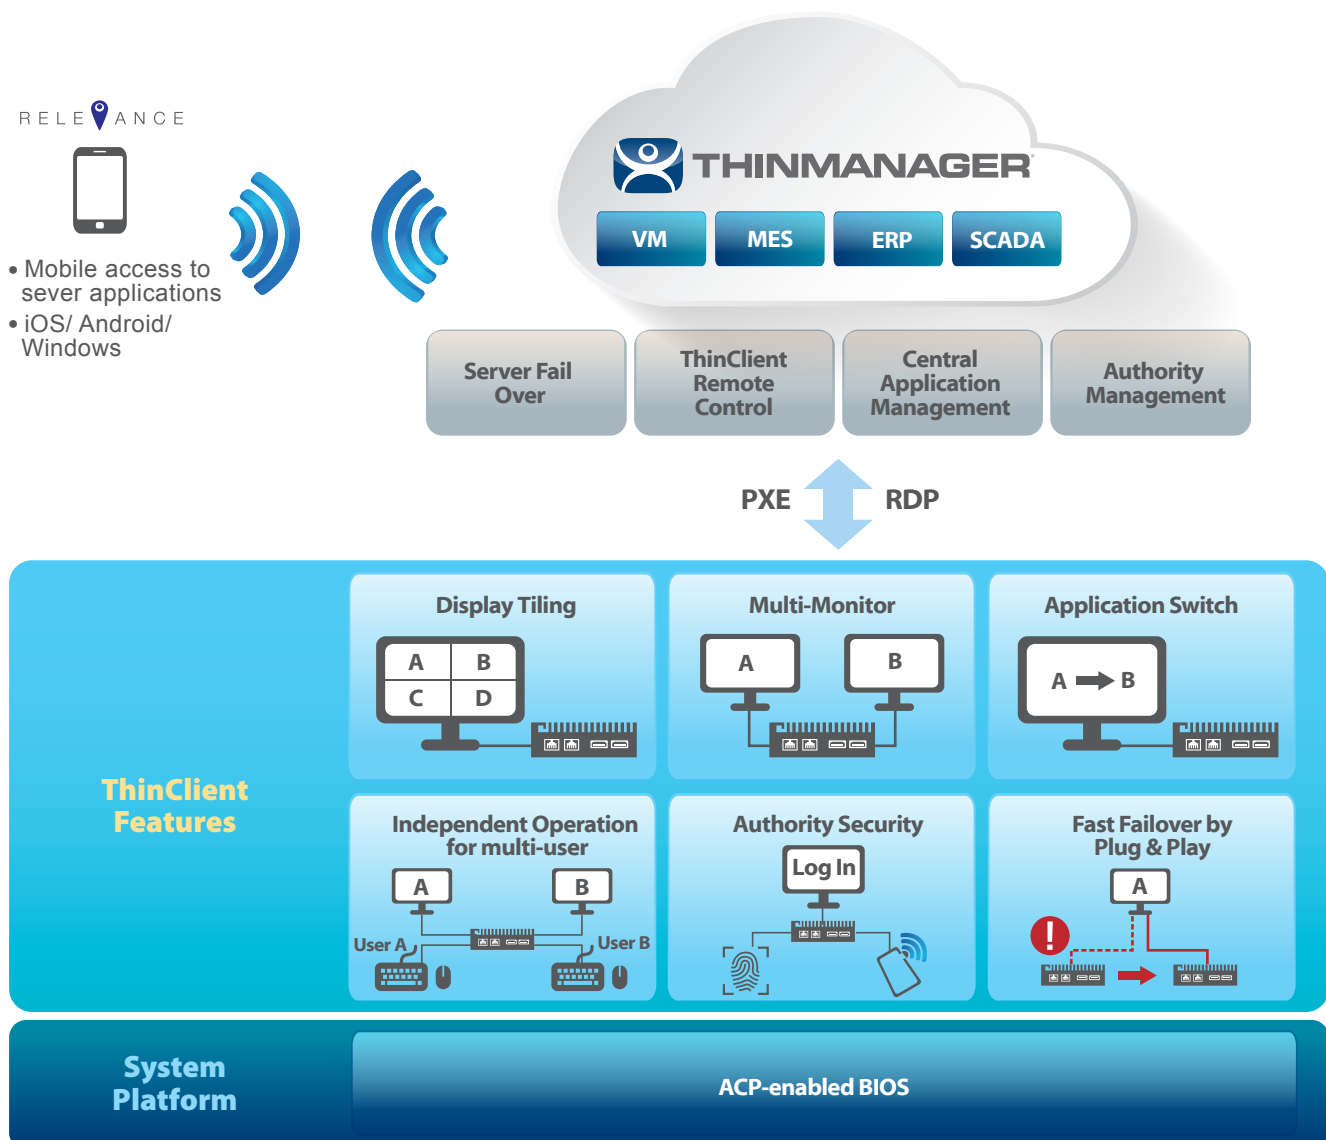 RELEVANCE
• Mobile access to
sever applications
• iOS/ Android/
Windows
THINMANAGER
VM
MES
ERP
SCADA
Server Fail
Over
ThinClient
Remote
Control
Central
Application
Management
Authority
Management
PXE
RDP
ThinClient
Features
Display Tiling
A
B
C
D
Multi-Monitor
A
B
Application Switch
A
B
Independent Operation
for multi-user
A
B
User A
User B
Authority Security
Log In
Fast Failover by
Plug & Play
A
!
System
Platform
ACP-enabled BIOS